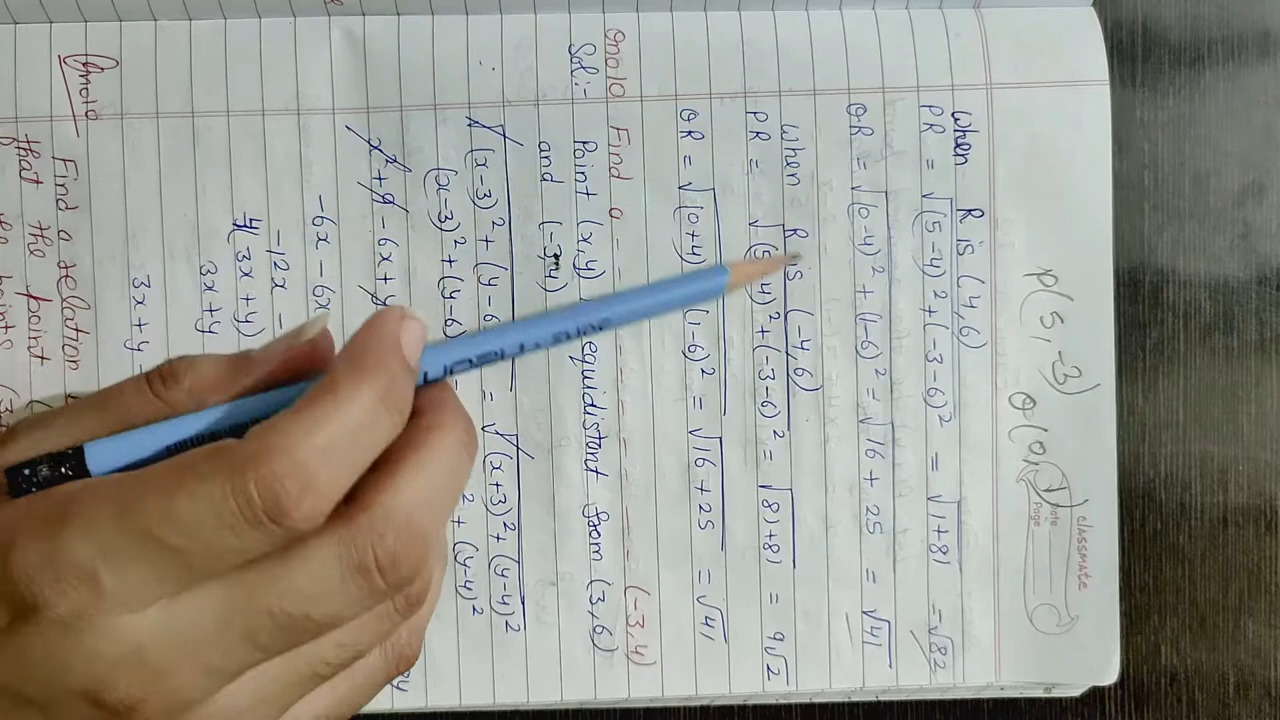 classmate
Date
Page
P(5, -3)
Q(0, 1)
When R is (4,6)
PR = √(5-4)² + (-3-6)² = √1+81 = √82
QR = √(0-4)² + (1-6)² = √16 + 25 = √41
When R is (-4,6)
PR = √(5+4)² + (-3-6)² = √81+81 = 9√2
QR = √(0+4) (1-6)² = √16+25 = √41
Qno10 Find a - - - - - - - (-3,4)
Sol:- Point (x,y) equidistant from (3,6)
and (-3,4)
√(x-3)² + (y-6 = √(x+3)² + (y-4)²
(x-3)² + (y-6) ² + (y-4)²
x² + 9 - 6x + y 8y
-6x - 6x
-12x -
4(3x + y)
3x + y
3x + y -
Qno10 Find a relation
that the point